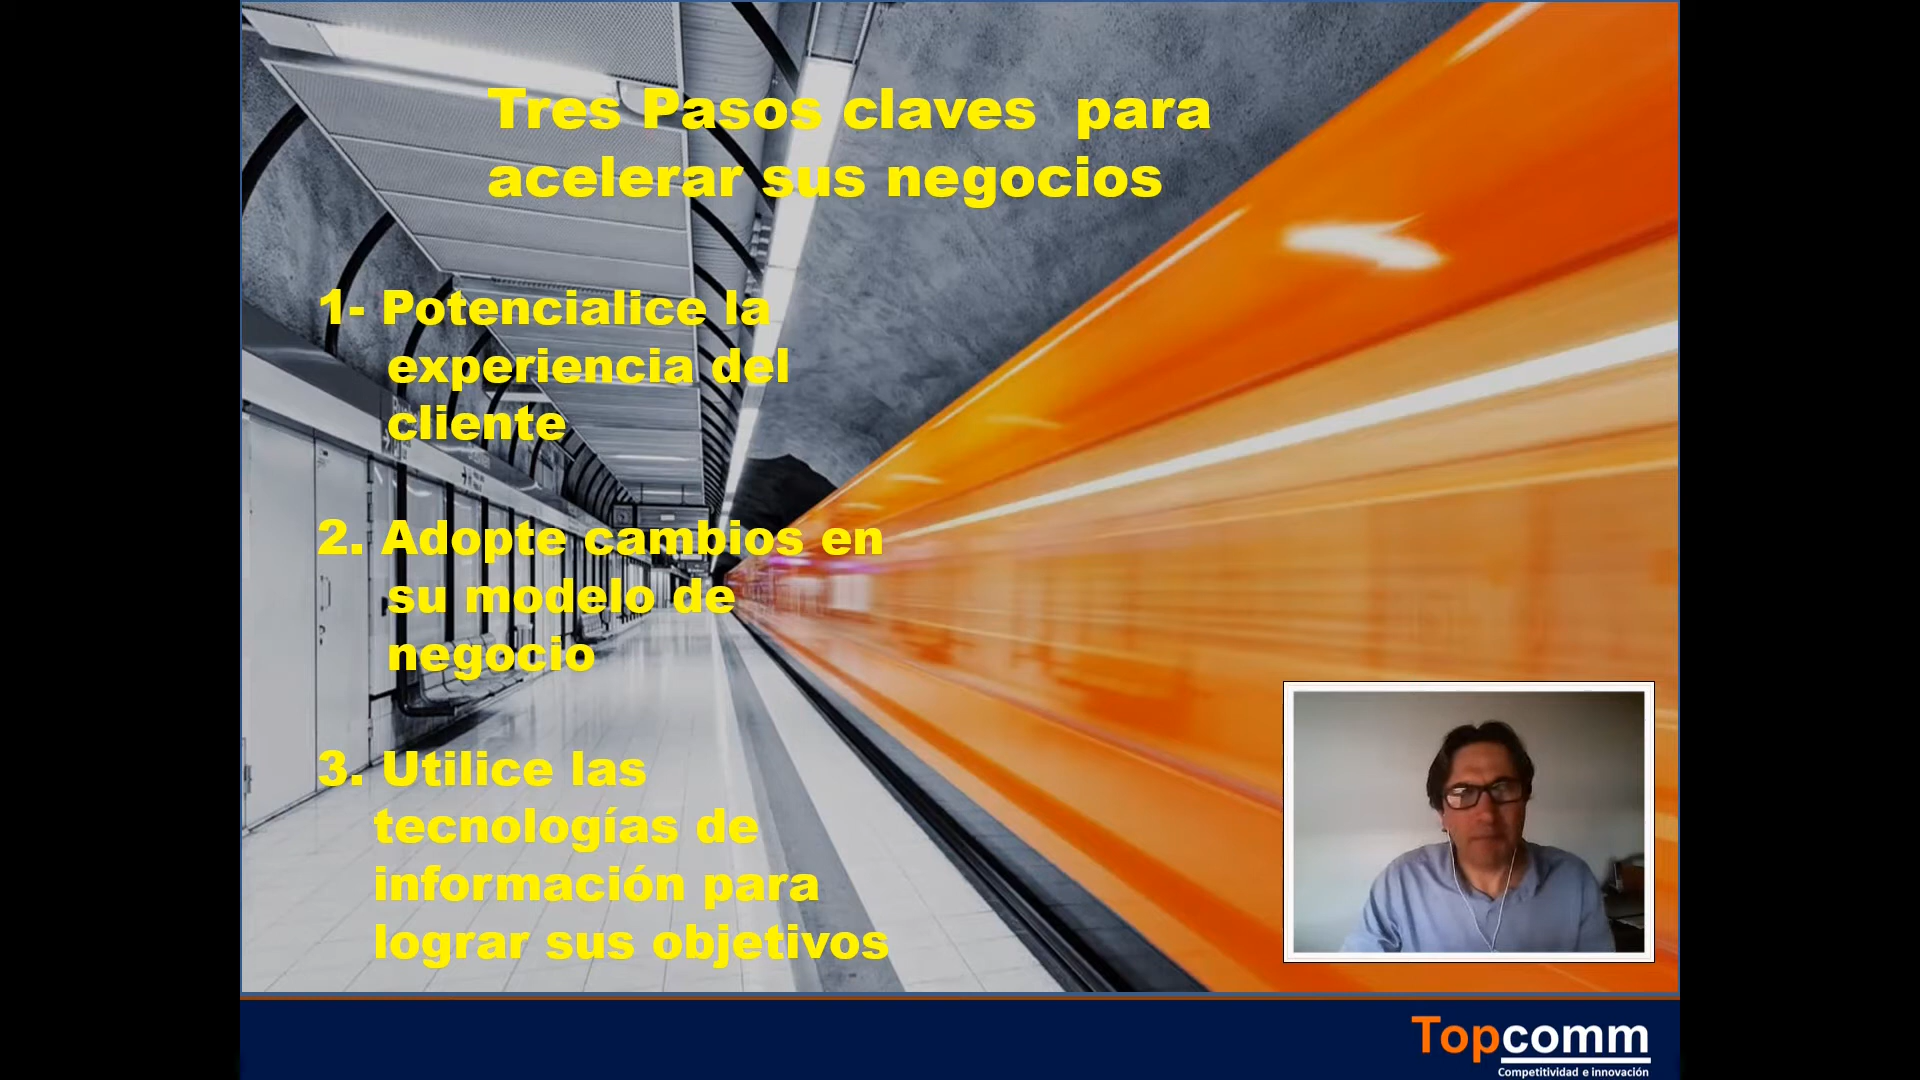 Tres Pasos claves para
acelerar sus negocios
1- Potencialice la
experiencia del
cliente
2. Adopte cambios en
su modelo de
negocio
3. Utilice las
tecnologías de
información para
lograr sus objetivos
Topcomm
Competitividad e innovación